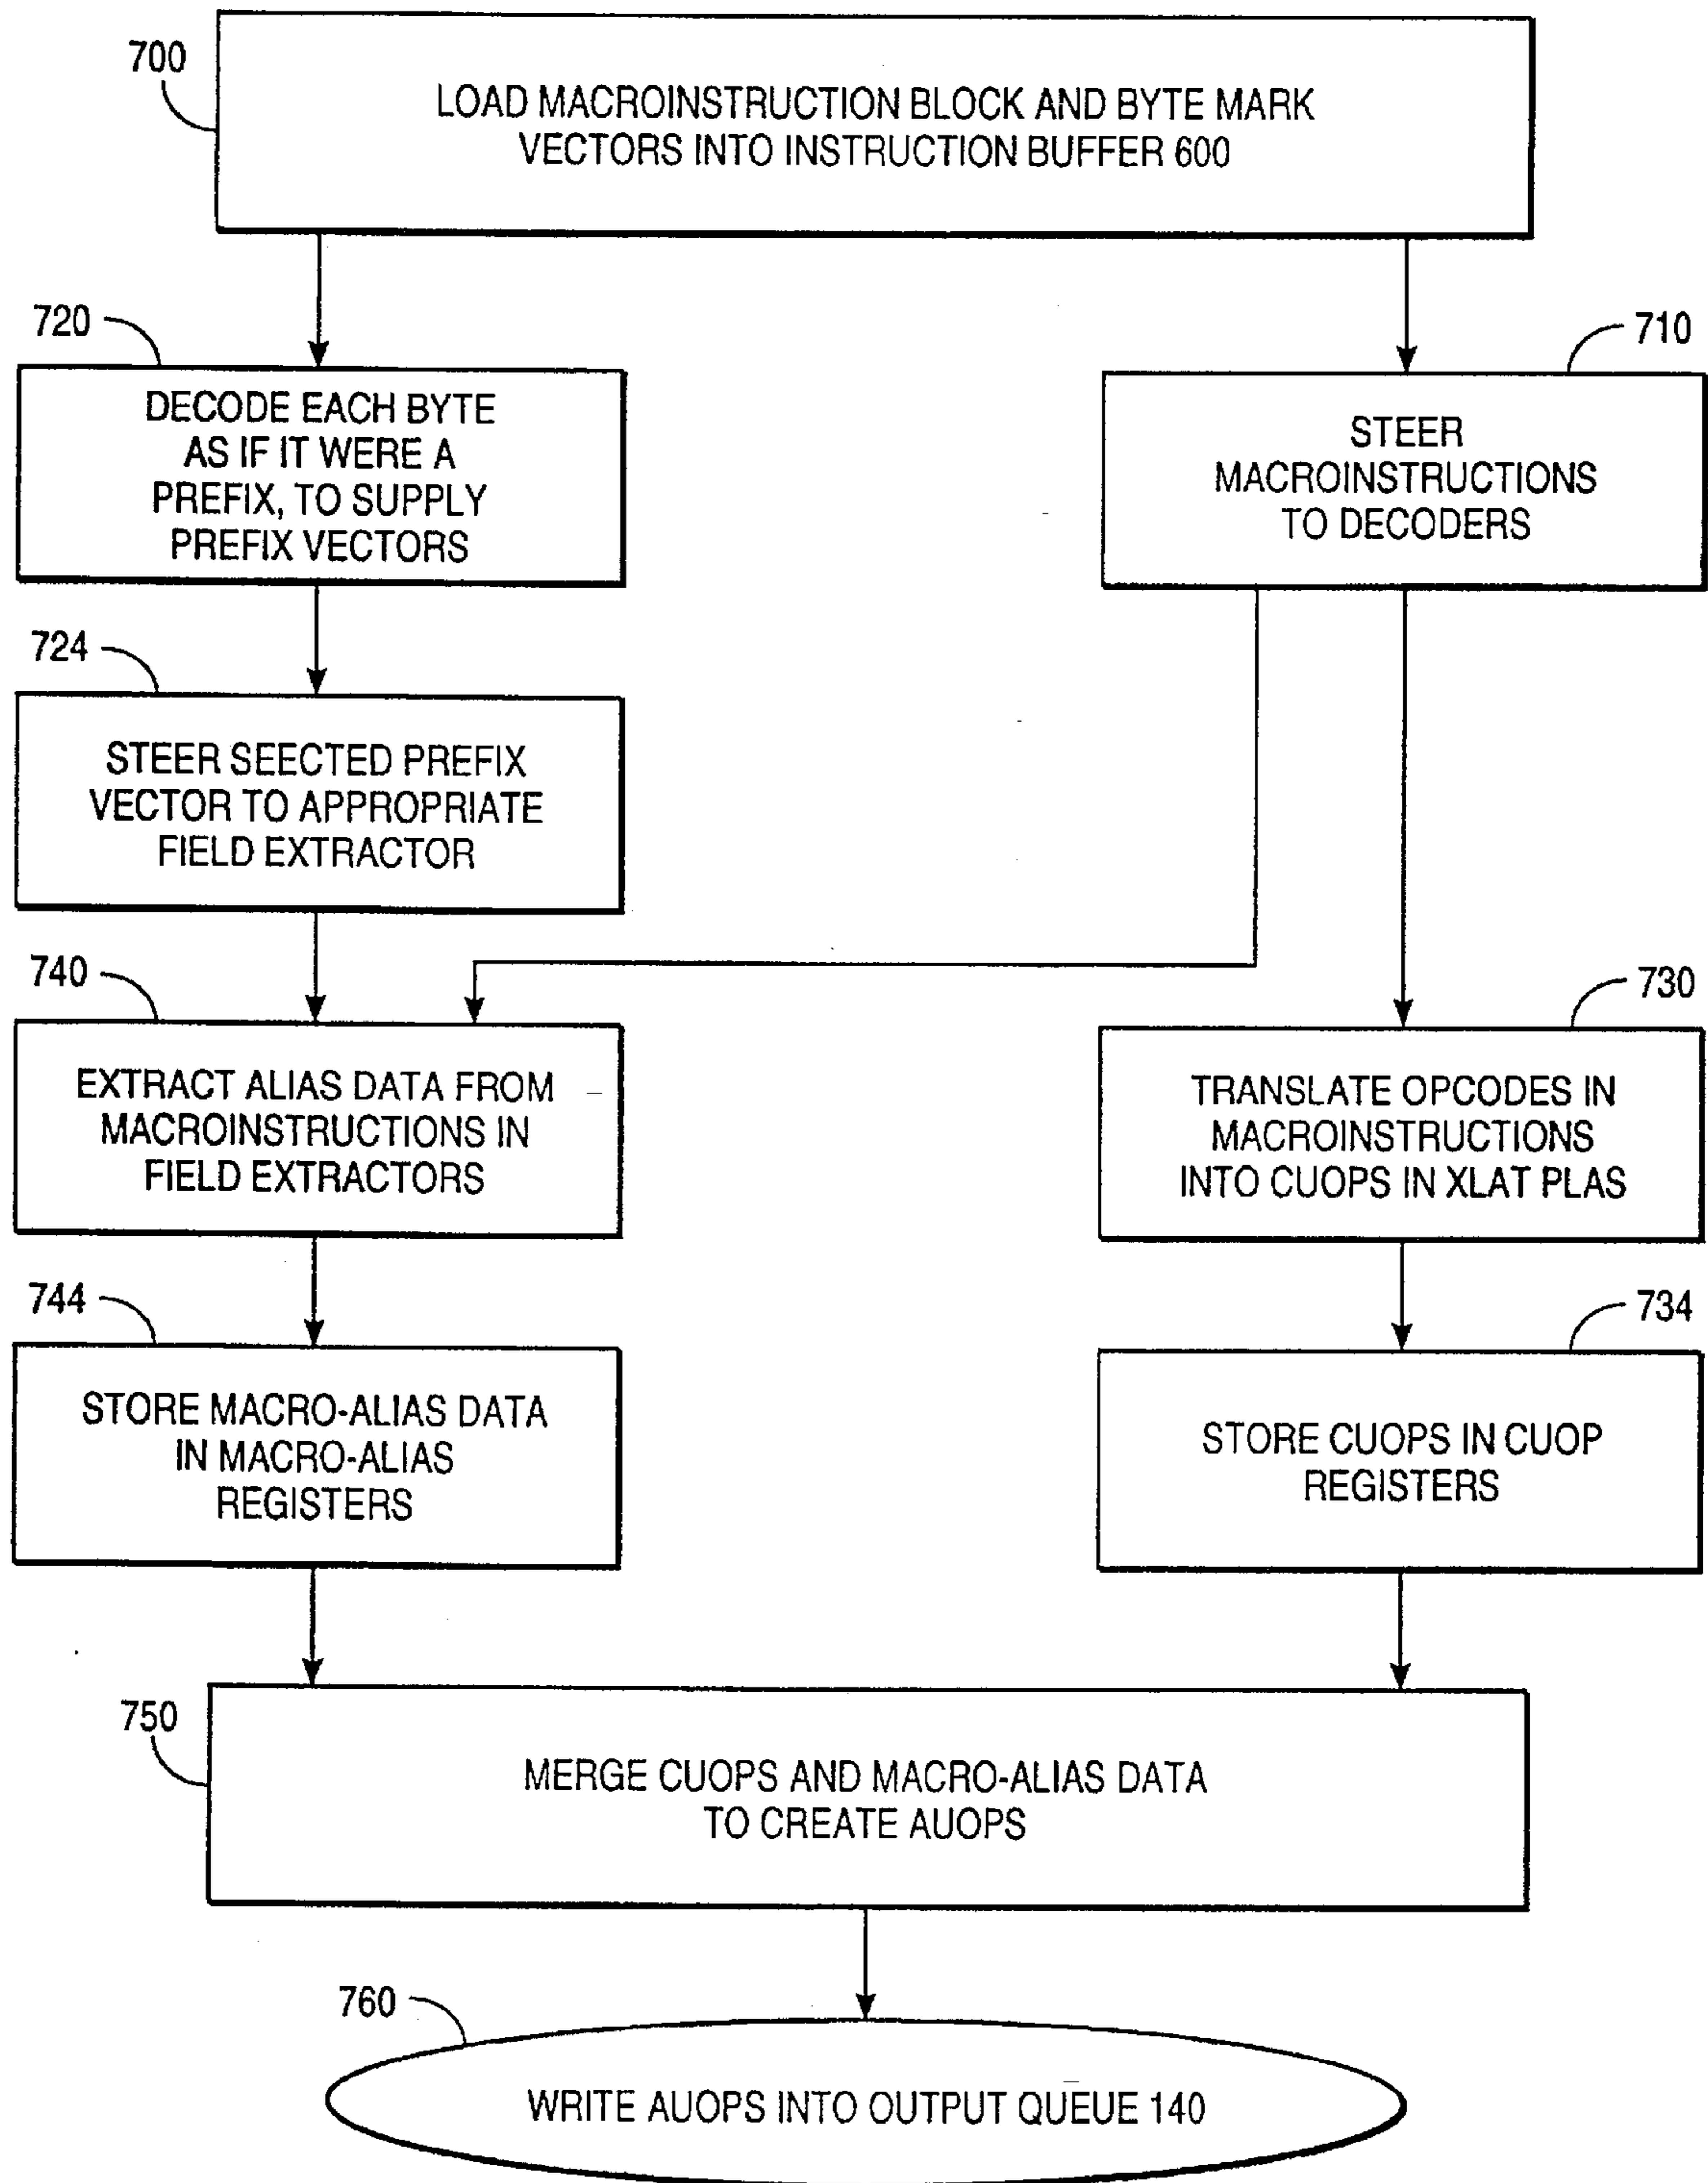 700
LOAD MACROINSTRUCTION BLOCK AND BYTE MARK
VECTORS INTO INSTRUCTION BUFFER 600
720
DECODE EACH BYTE
AS IF IT WERE A
PREFIX, TO SUPPLY
PREFIX VECTORS
710
STEER
MACROINSTRUCTIONS
TO DECODERS
724
STEER SEECTED PREFIX
VECTOR TO APPROPRIATE
FIELD EXTRACTOR
740
EXTRACT ALIAS DATA FROM
MACROINSTRUCTIONS IN
FIELD EXTRACTORS
730
TRANSLATE OPCODES IN
MACROINSTRUCTIONS
INTO CUOPS IN XLAT PLAS
744
STORE MACRO-ALIAS DATA
IN MACRO-ALIAS
REGISTERS
734
STORE CUOPS IN CUOP
REGISTERS
750
MERGE CUOPS AND MACRO-ALIAS DATA
TO CREATE AUOPS
760
WRITE AUOPS INTO OUTPUT QUEUE 140